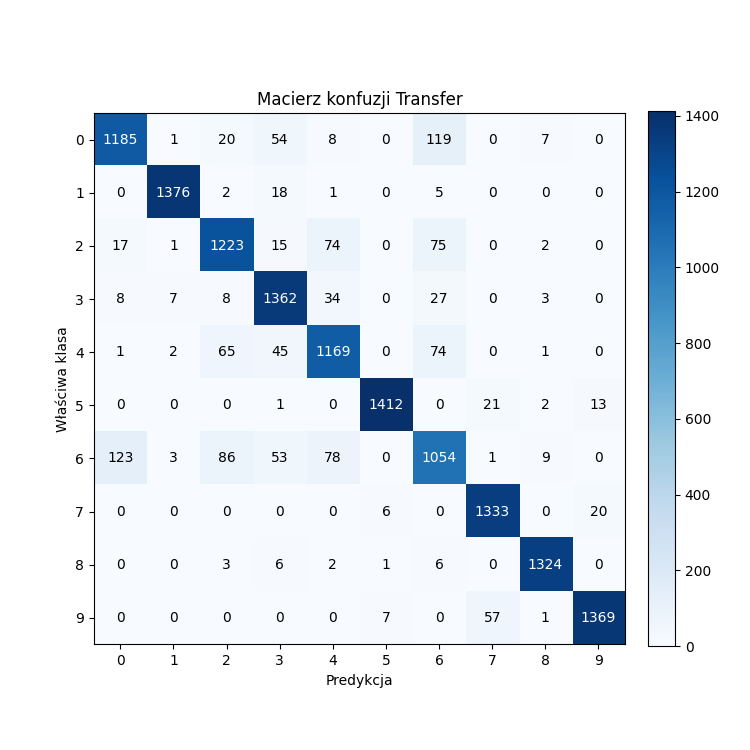 Macierz konfuzji Transfer
Właściwa klasa
0 1185 1 20 54 8 0 119 0 7 0
1 0 1376 2 18 1 0 5 0 0 0
2 17 1 1223 15 74 0 75 0 2 0
3 8 7 8 1362 34 0 27 0 3 0
4 1 2 65 45 1169 0 74 0 1 0
5 0 0 0 1 0 1412 0 21 2 13
6 123 3 86 53 78 0 1054 1 9 0
7 0 0 0 0 0 6 0 1333 0 20
8 0 0 3 6 2 1 6 0 1324 0
9 0 0 0 0 0 7 0 57 1 1369
0 1 2 3 4 5 6 7 8 9
Predykcja
1400
1200
1000
800
600
400
200
0